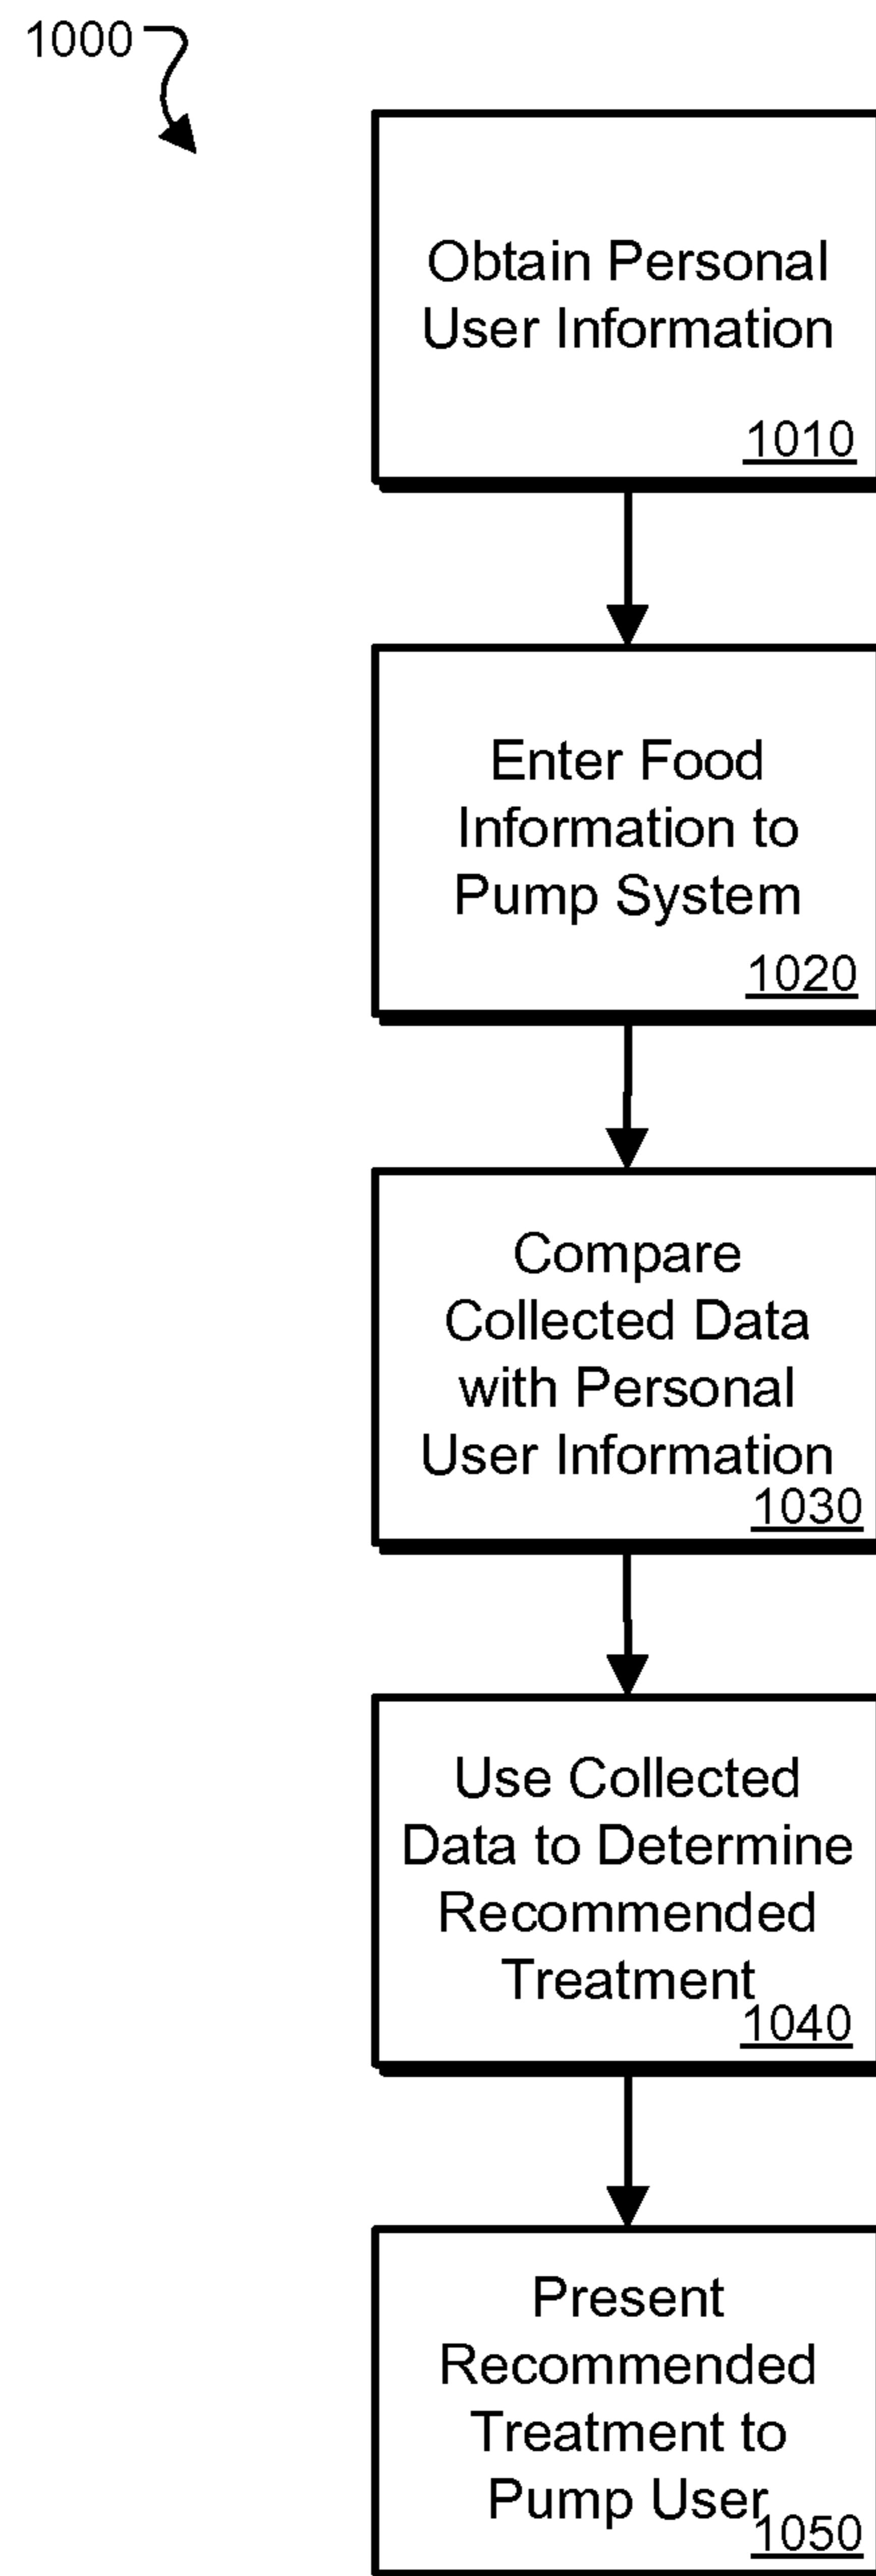 1000
Obtain Personal
User Information
1010
Enter Food
Information to
Pump System
1020
Compare
Collected Data
with Personal
User Information
1030
Use Collected
Data to Determine
Recommended
Treatment
1040
Present
Recommended
Treatment to
Pump User
1050